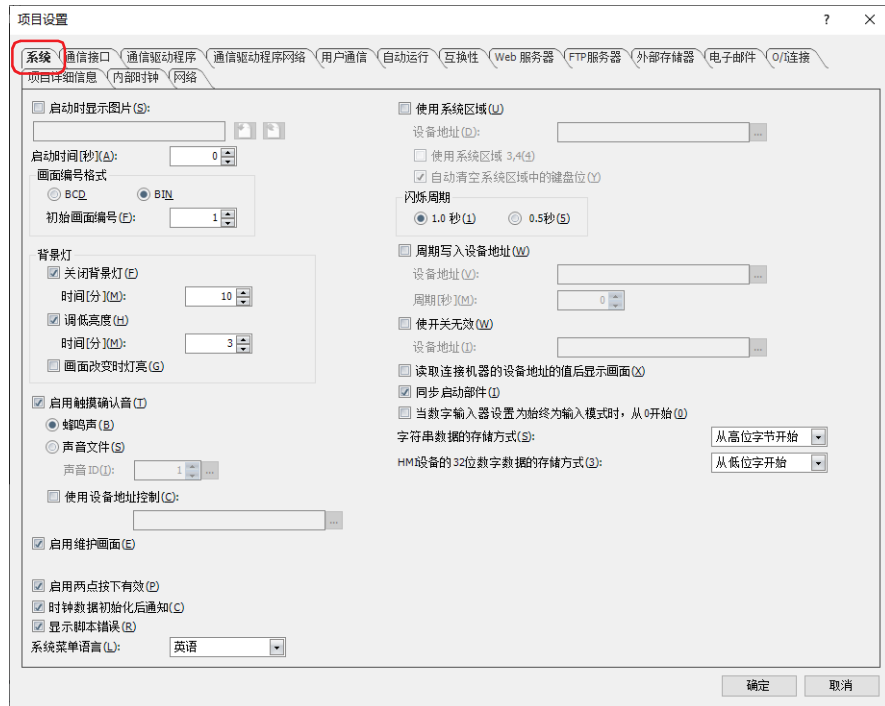 项目设置
?
系统 通信接口 通信驱动程序 通信驱动程序网络 用户通信 自动运行 互换性 Web 服务器 FTP服务器 外部存储器 电子邮件 O/i连接
项目详细信息 内部时钟 网络
启动时显示图片(S):
启动时间[秒](A): 0
画面编号格式
BCD BIN
初始画面编号(F): 1
背景灯
关闭背景灯(F)
时间[分](M): 10
调低亮度(H)
时间[分](M): 3
画面改变时灯亮(G)
启用触摸确认音(T)
蜂鸣声(B)
声音文件(S)
声音ID(I): 1 ...
使用设备地址控制(C):
...
启用维护画面(E)
启用两点按下有效(P)
时钟数据初始化后通知(C)
显示脚本错误(R)
系统菜单语言(L): 英语
使用系统区域(U)
设备地址(D): ...
使用系统区域 3,4(4)
自动清空系统区域中的键盘位(Y)
闪烁周期
1.0 秒(1) 0.5秒(5)
周期写入设备地址(W)
设备地址(V): ...
周期[秒](M): 0
使开关无效(W)
设备地址(I): ...
读取连接机器的设备地址的值后显示画面(X)
同步启动部件(I)
当数字输入器设置为始终为输入模式时，从0开始(0)
字符串数据的存储方式(S): 从高位字节开始
HMI设备的32位数字数据的存储方式(3): 从低位字开始
确定 取消